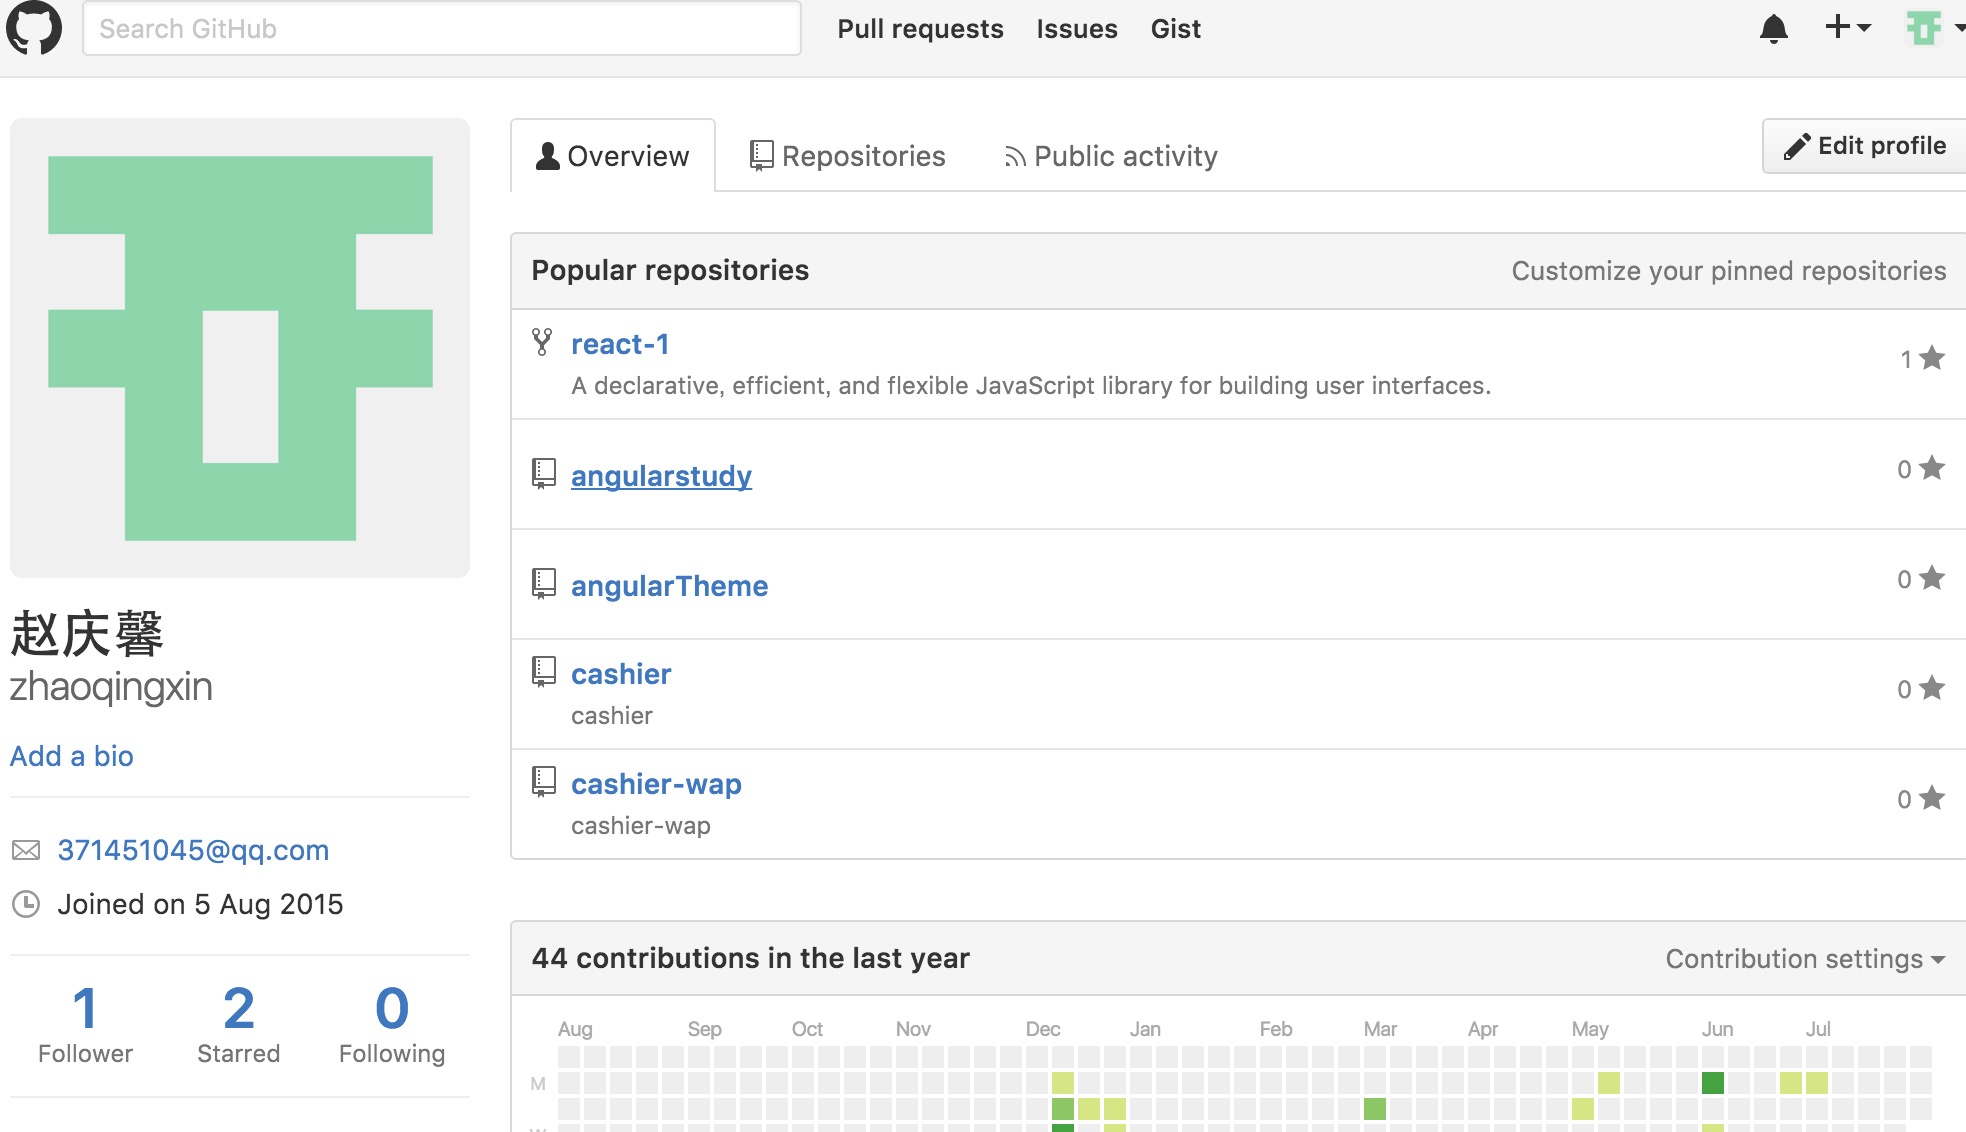 Search GitHub
Pull requests Issues Gist
Overview Repositories Public activity
Edit profile
Popular repositories
Customize your pinned repositories
react-1
A declarative, efficient, and flexible JavaScript library for building user interfaces.
1
angularstudy
0
angularTheme
0
cashier
cashier
0
cashier-wap
cashier-wap
0
赵庆馨
zhaoqingxin
Add a bio
371451045@qq.com
Joined on 5 Aug 2015
1 2 0
Follower Starred Following
44 contributions in the last year
Contribution settings
Aug Sep Oct Nov Dec Jan Feb Mar Apr May Jun Jul
M